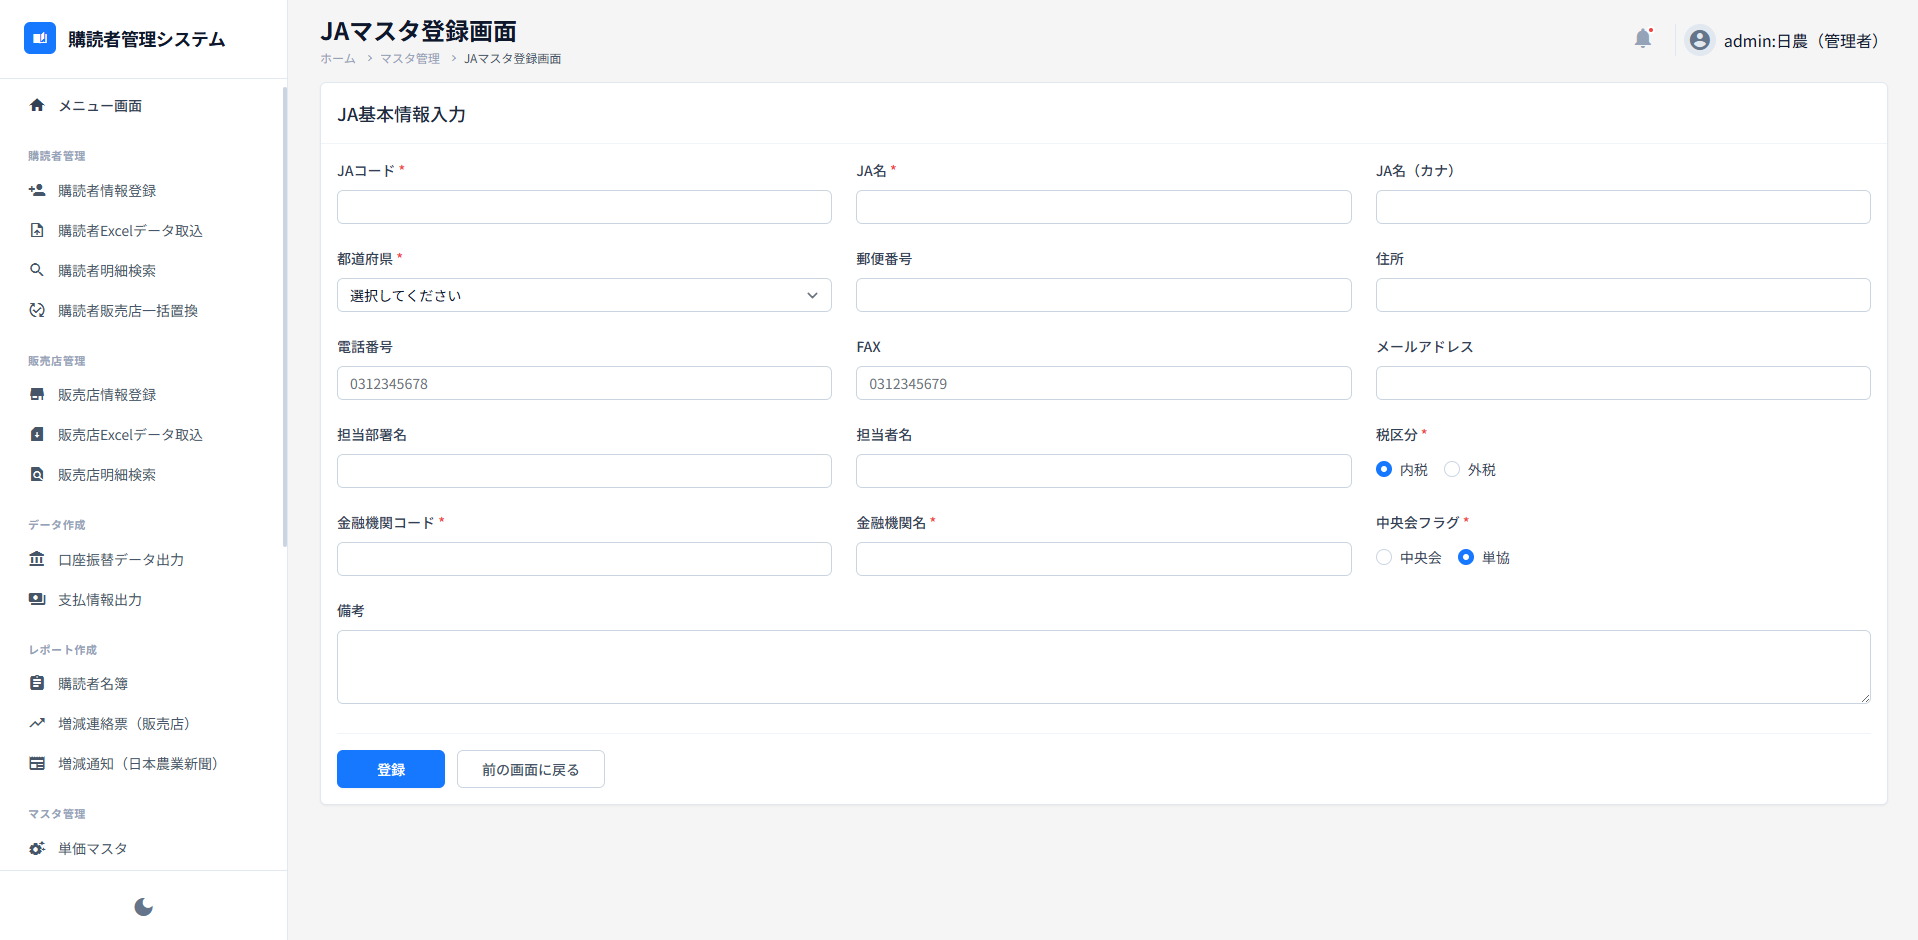 購読者管理システム
メニュー画面
購読者管理
購読者情報登録
購読者Excelデータ取込
購読者明細検索
購読者販売店一括置換
販売店管理
販売店情報登録
販売店Excelデータ取込
販売店明細検索
データ作成
口座振替データ出力
支払情報出力
レポート作成
購読者名簿
増減連絡票（販売店）
増減通知（日本農業新聞）
マスタ管理
単価マスタ
JAマスタ登録画面
ホーム > マスタ管理 > JAマスタ登録画面
admin:日農（管理者）
JA基本情報入力
JAコード * JA名 * JA名（カナ）
都道府県 * 郵便番号 住所
選択してください
電話番号 FAX メールアドレス
0312345678 0312345679
担当部署名 担当者名 税区分 *
内税 外税
金融機関コード * 金融機関名 * 中央会フラグ *
中央会 単協
備考
登録 前の画面に戻る